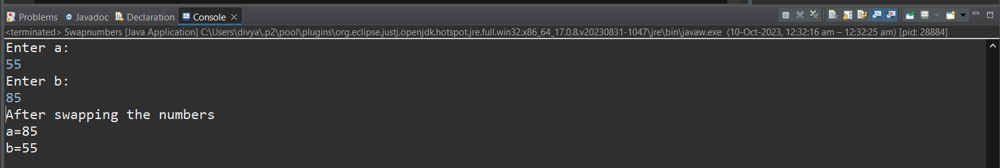 Problems Javadoc Declaration Console
<terminated> Swapnumbers [Java Application] C:\Users\divya\.p2\pool\plugins\org.eclipse.justj.openjdk.hotspot.jre.full.win32.x86_64_17.0.8.v20230831-1047\jre\bin\javaw.exe (10-Oct-2023, 12:32:16 am – 12:32:25 am) [pid: 28884]
Enter a:
55
Enter b:
85
After swapping the numbers
a=85
b=55